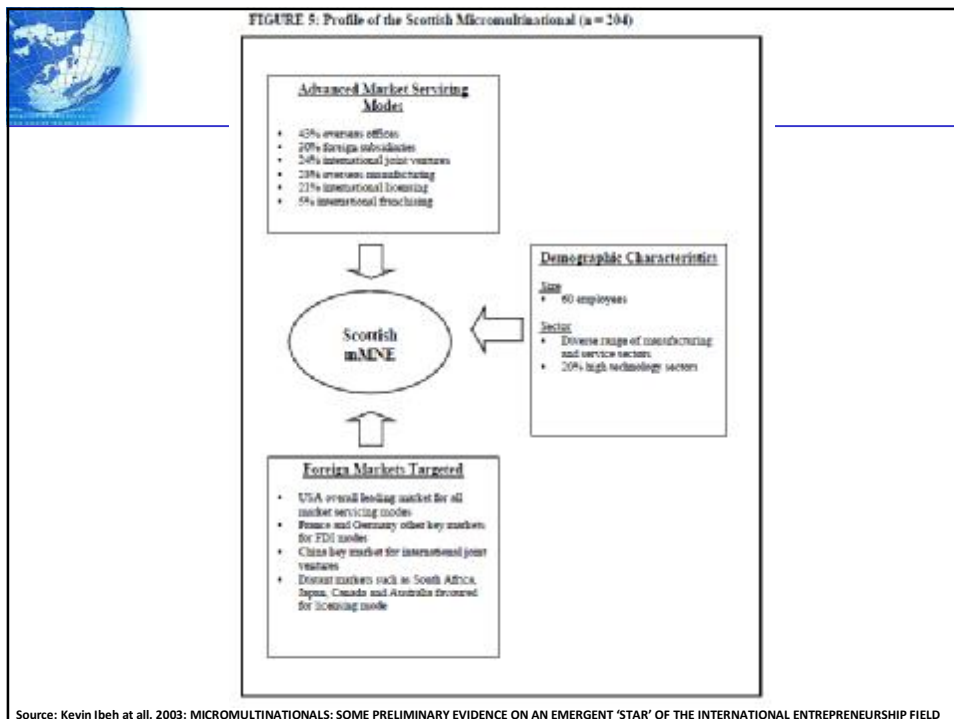 FIGURE 5: Profile of the Scottish Micromultinational (n = 204)
Advanced Market Servicing
Modes
• 43% overseas offices
• 30% foreign subsidiaries
• 24% international joint ventures
• overseas manufacturing
• 21% international licensing
• 5% international franchising
Demographic Characteristics
Size
• 60 employees
Sector
• Diverse range of manufacturing
and service sectors
• 20% high technology sectors
Scottish
mMNE
Foreign Markets Targeted
• USA overall leading market for all
market servicing modes
• France and Germany other key markets
for FDI modes
• China key market for international joint
ventures
• Distant markets such as South Africa,
Japan, Canada and Australia favoured
for licensing mode
Source: Kevin Ibeh at all, 2003: MICROMULTINATIONALS: SOME PRELIMINARY EVIDENCE ON AN EMERGENT ‘STAR’ OF THE INTERNATIONAL ENTREPRENEURSHIP FIELD